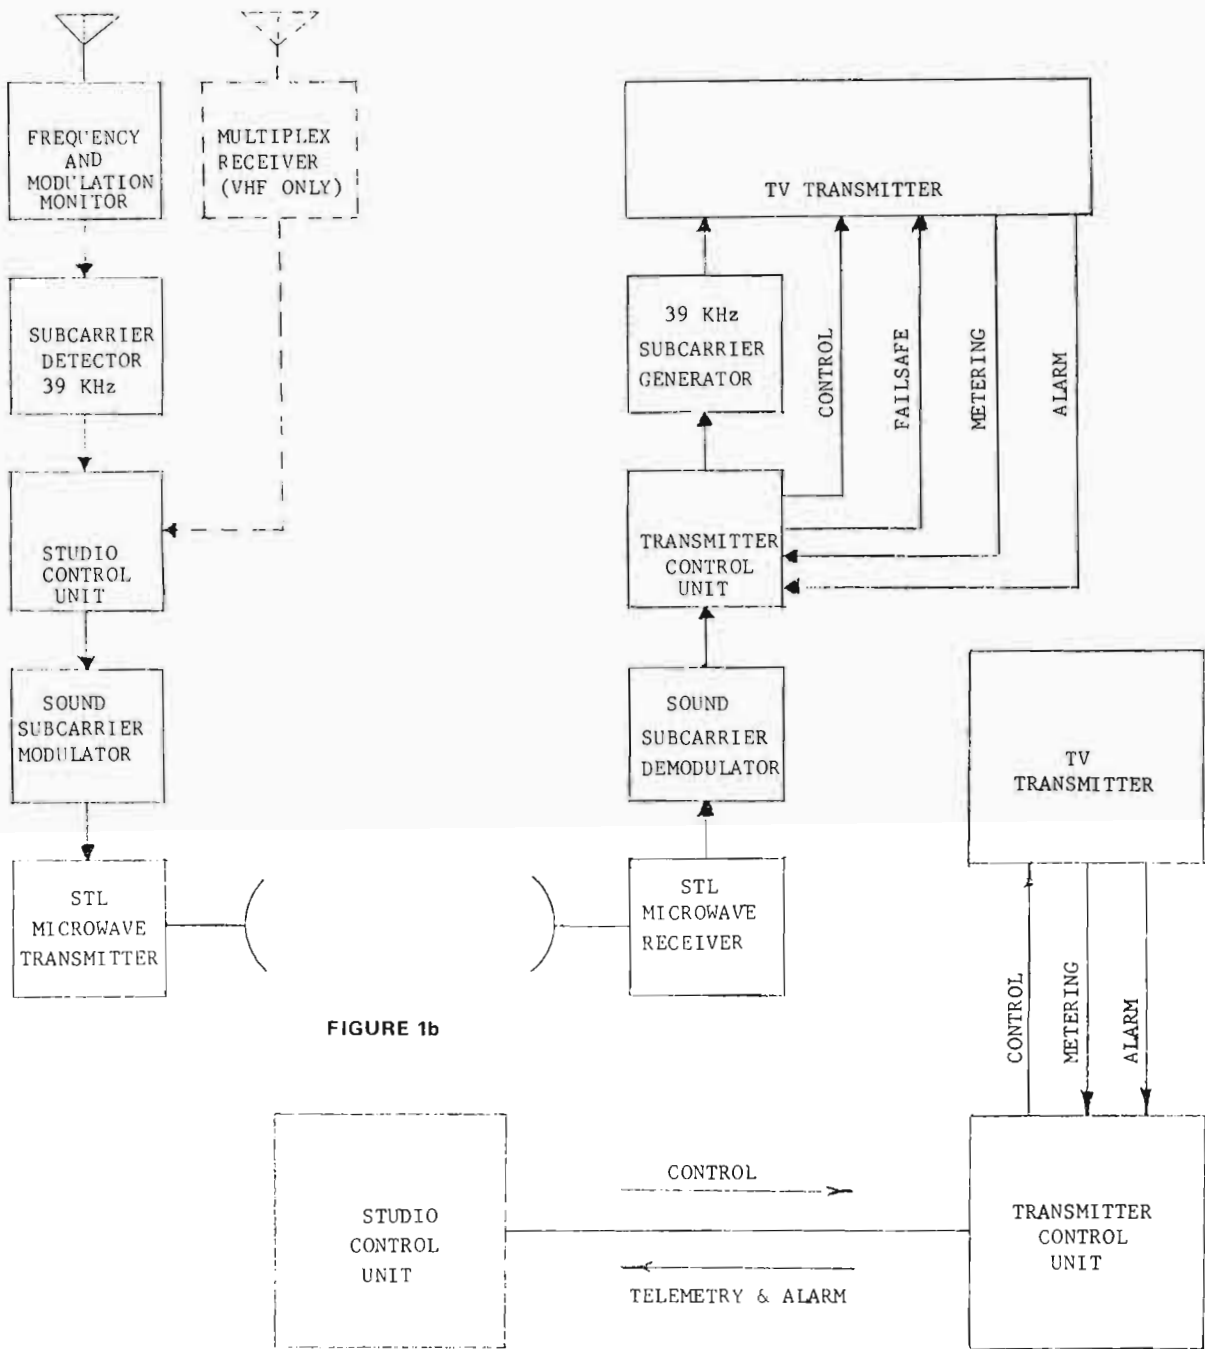 FREQUENCY
AND
MODULATION
MONITOR
MULTIPLEX
RECEIVER
(VHF ONLY)
TV TRANSMITTER
SUBCARRIER
DETECTOR
39 KHz
39 KHz
SUBCARRIER
GENERATOR
CONTROL
FAILSAFE
METERING
ALARM
STUDIO
CONTROL
UNIT
TRANSMITTER
CONTROL
UNIT
SOUND
SUBCARRIER
MODULATOR
SOUND
SUBCARRIER
DEMODULATOR
TV
TRANSMITTER
STL
MICROWAVE
TRANSMITTER
STL
MICROWAVE
RECEIVER
CONTROL
METERING
ALARM
FIGURE 1b
STUDIO
CONTROL
UNIT
CONTROL
TELEMETRY & ALARM
TRANSMITTER
CONTROL
UNIT